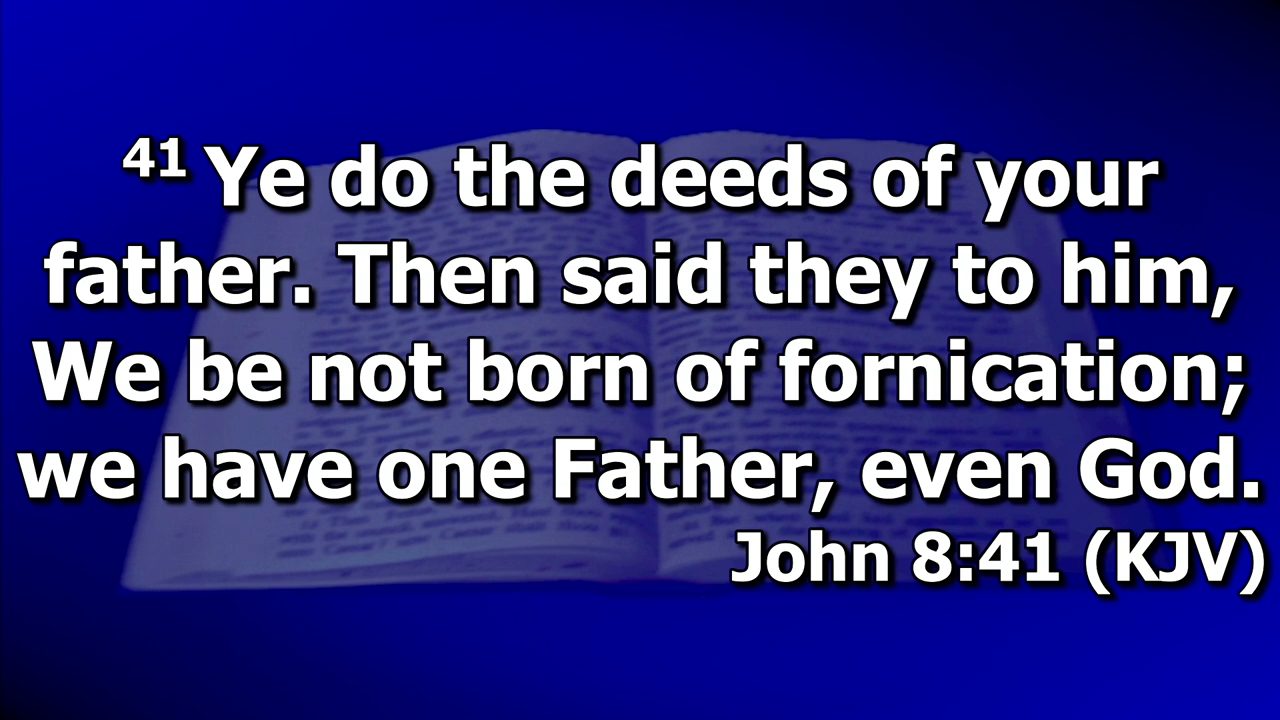 41 Ye do the deeds of your
father. Then said they to him,
We be not born of fornication;
we have one Father, even God.
John 8:41 (KJV)